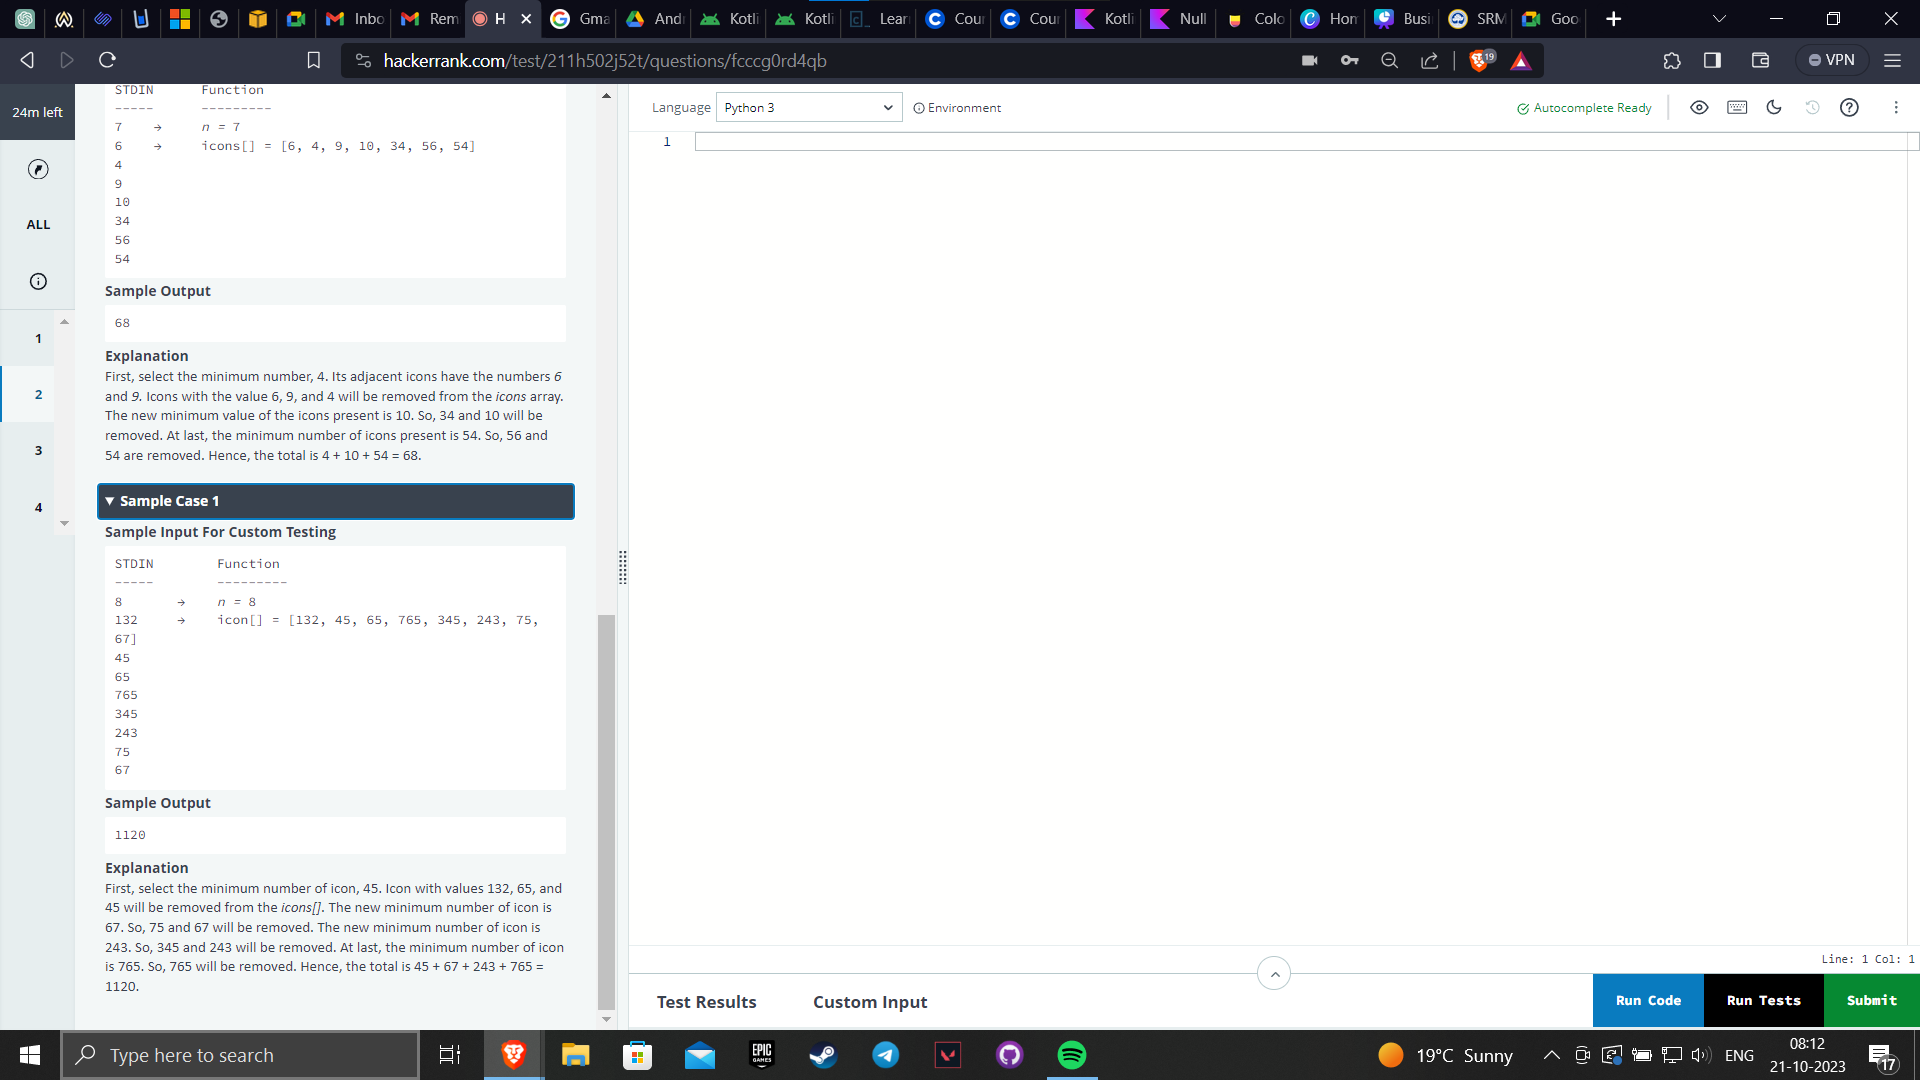 Inbo
Rem
H
Gma
And
Kotli
Kotli
Lear
Cour
Cour
Kotli
Null
Colo
Hom
Busi
SRM
Goo
hackerrank.com/test/211h502j52t/questions/fcccg0rd4qb
19
VPN
24m left
ALL
1
2
3
4
STDIN Function
----- ---------
7 → n = 7
6 → icons[] = [6, 4, 9, 10, 34, 56, 54]
4
9
10
34
56
54
Sample Output
68
Explanation
First, select the minimum number, 4. Its adjacent icons have the numbers 6
and 9. Icons with the value 6, 9, and 4 will be removed from the icons array.
The new minimum value of the icons present is 10. So, 34 and 10 will be
removed. At last, the minimum number of icons present is 54. So, 56 and
54 are removed. Hence, the total is 4 + 10 + 54 = 68.
▼ Sample Case 1
Sample Input For Custom Testing
STDIN Function
----- ---------
8 → n = 8
132 → icon[] = [132, 45, 65, 765, 345, 243, 75,
67]
45
65
765
345
243
75
67
Sample Output
1120
Explanation
First, select the minimum number of icon, 45. Icon with values 132, 65, and
45 will be removed from the icons[]. The new minimum number of icon is
67. So, 75 and 67 will be removed. The new minimum number of icon is
243. So, 345 and 243 will be removed. At last, the minimum number of icon
is 765. So, 765 will be removed. Hence, the total is 45 + 67 + 243 + 765 =
1120.
Language Python 3 Environment
Autocomplete Ready
1
Line: 1 Col: 1
Test Results
Custom Input
Run Code
Run Tests
Submit
Type here to search
EPIC
GAMES
19°C Sunny
ENG
08:12
21-10-2023
17